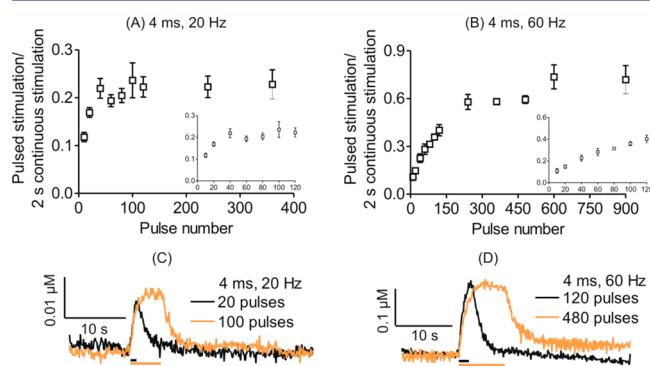 (A) 4 ms, 20 Hz
Pulsed stimulation/
2 s continuous stimulation
0.3
0.2
0.1
0.0
0
100
200
300
400
Pulse number
0.3
0.2
0.1
0.0
0
20
40
60
80
100
120
(B) 4 ms, 60 Hz
Pulsed stimulation/
2 s continuous stimulation
0.9
0.6
0.3
0.0
0
150
300
450
600
750
900
Pulse number
0.6
0.4
0.2
0.0
0
20
40
60
80
100
120
(C)
0.01 µM
10 s
4 ms, 20 Hz
20 pulses
100 pulses
(D)
0.1 µM
10 s
4 ms, 60 Hz
120 pulses
480 pulses